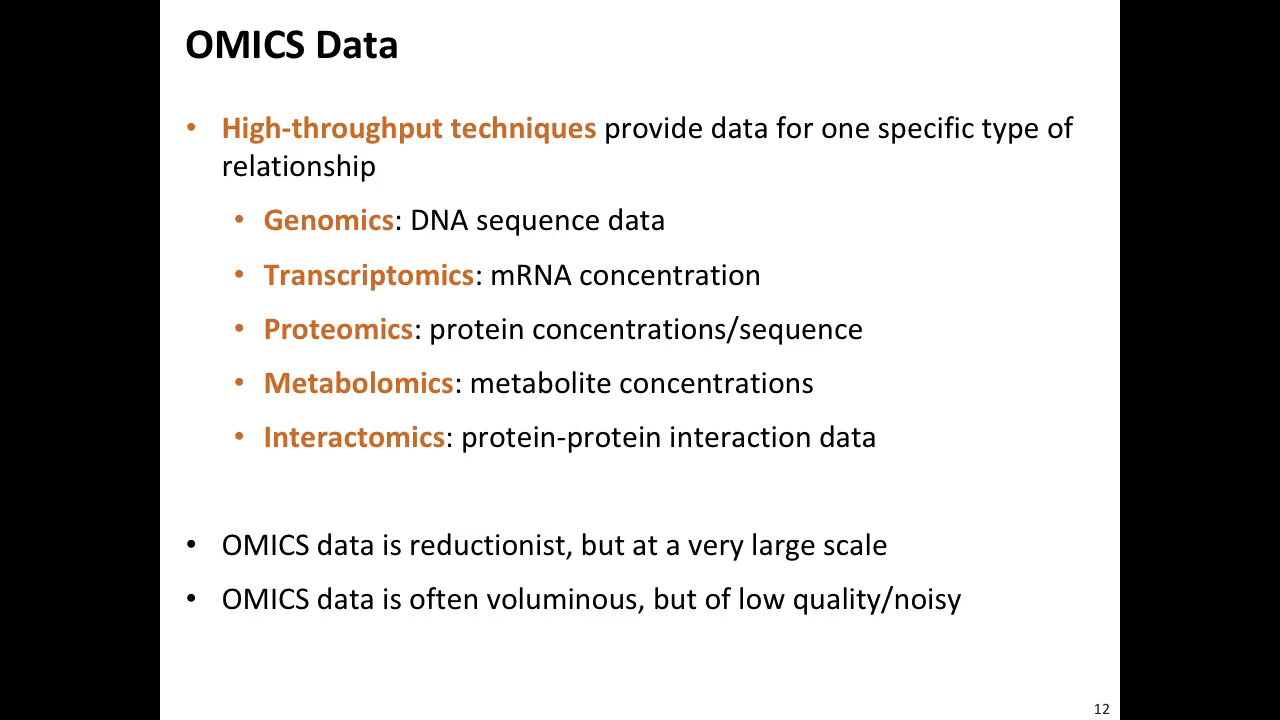 OMICS Data
• High-throughput techniques provide data for one specific type of
relationship
• Genomics: DNA sequence data
• Transcriptomics: mRNA concentration
• Proteomics: protein concentrations/sequence
• Metabolomics: metabolite concentrations
• Interactomics: protein-protein interaction data
• OMICS data is reductionist, but at a very large scale
• OMICS data is often voluminous, but of low quality/noisy
12